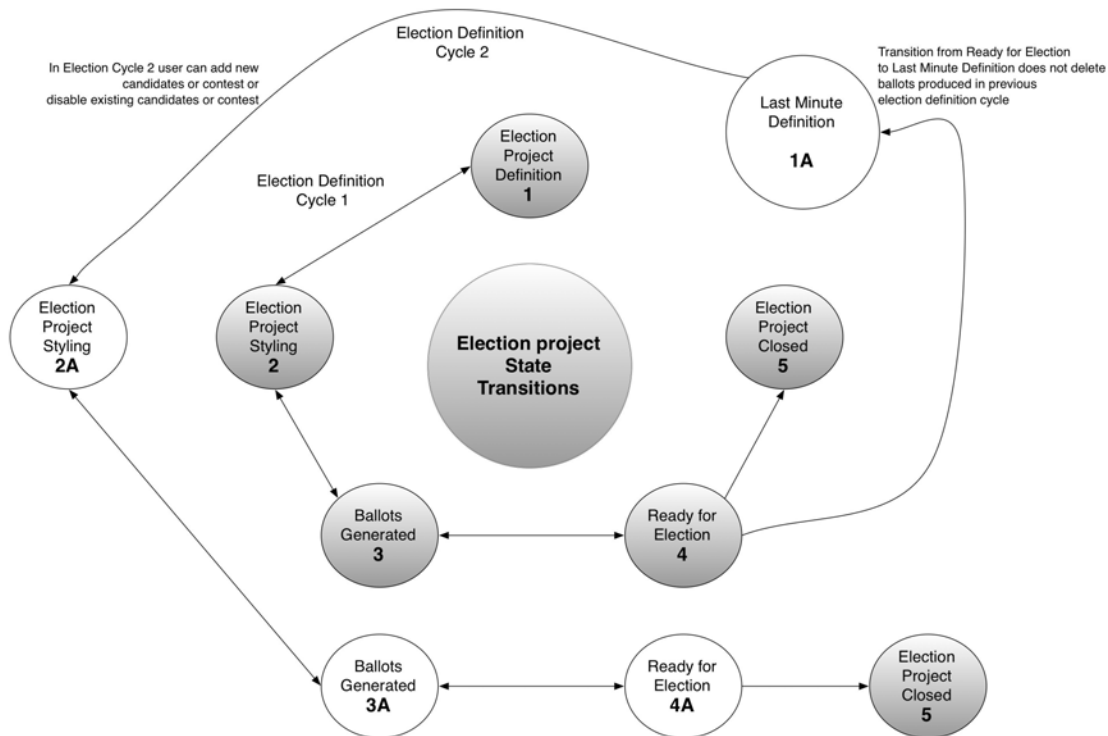 Election Definition
Cycle 2
In Election Cycle 2 user can add new
candidates or contest or
disable existing candidates or contest
Transition from Ready for Election
to Last Minute Definition does not delete
ballots produced in previous
election definition cycle
Last Minute
Definition
1A
Election
Project
Definition
1
Election Definition
Cycle 1
Election
Project
Styling
2A
Election
Project
Styling
2
Election project
State
Transitions
Election
Project
Closed
5
Ballots
Generated
3
Ready for
Election
4
Ballots
Generated
3A
Ready for
Election
4A
Election
Project
Closed
5